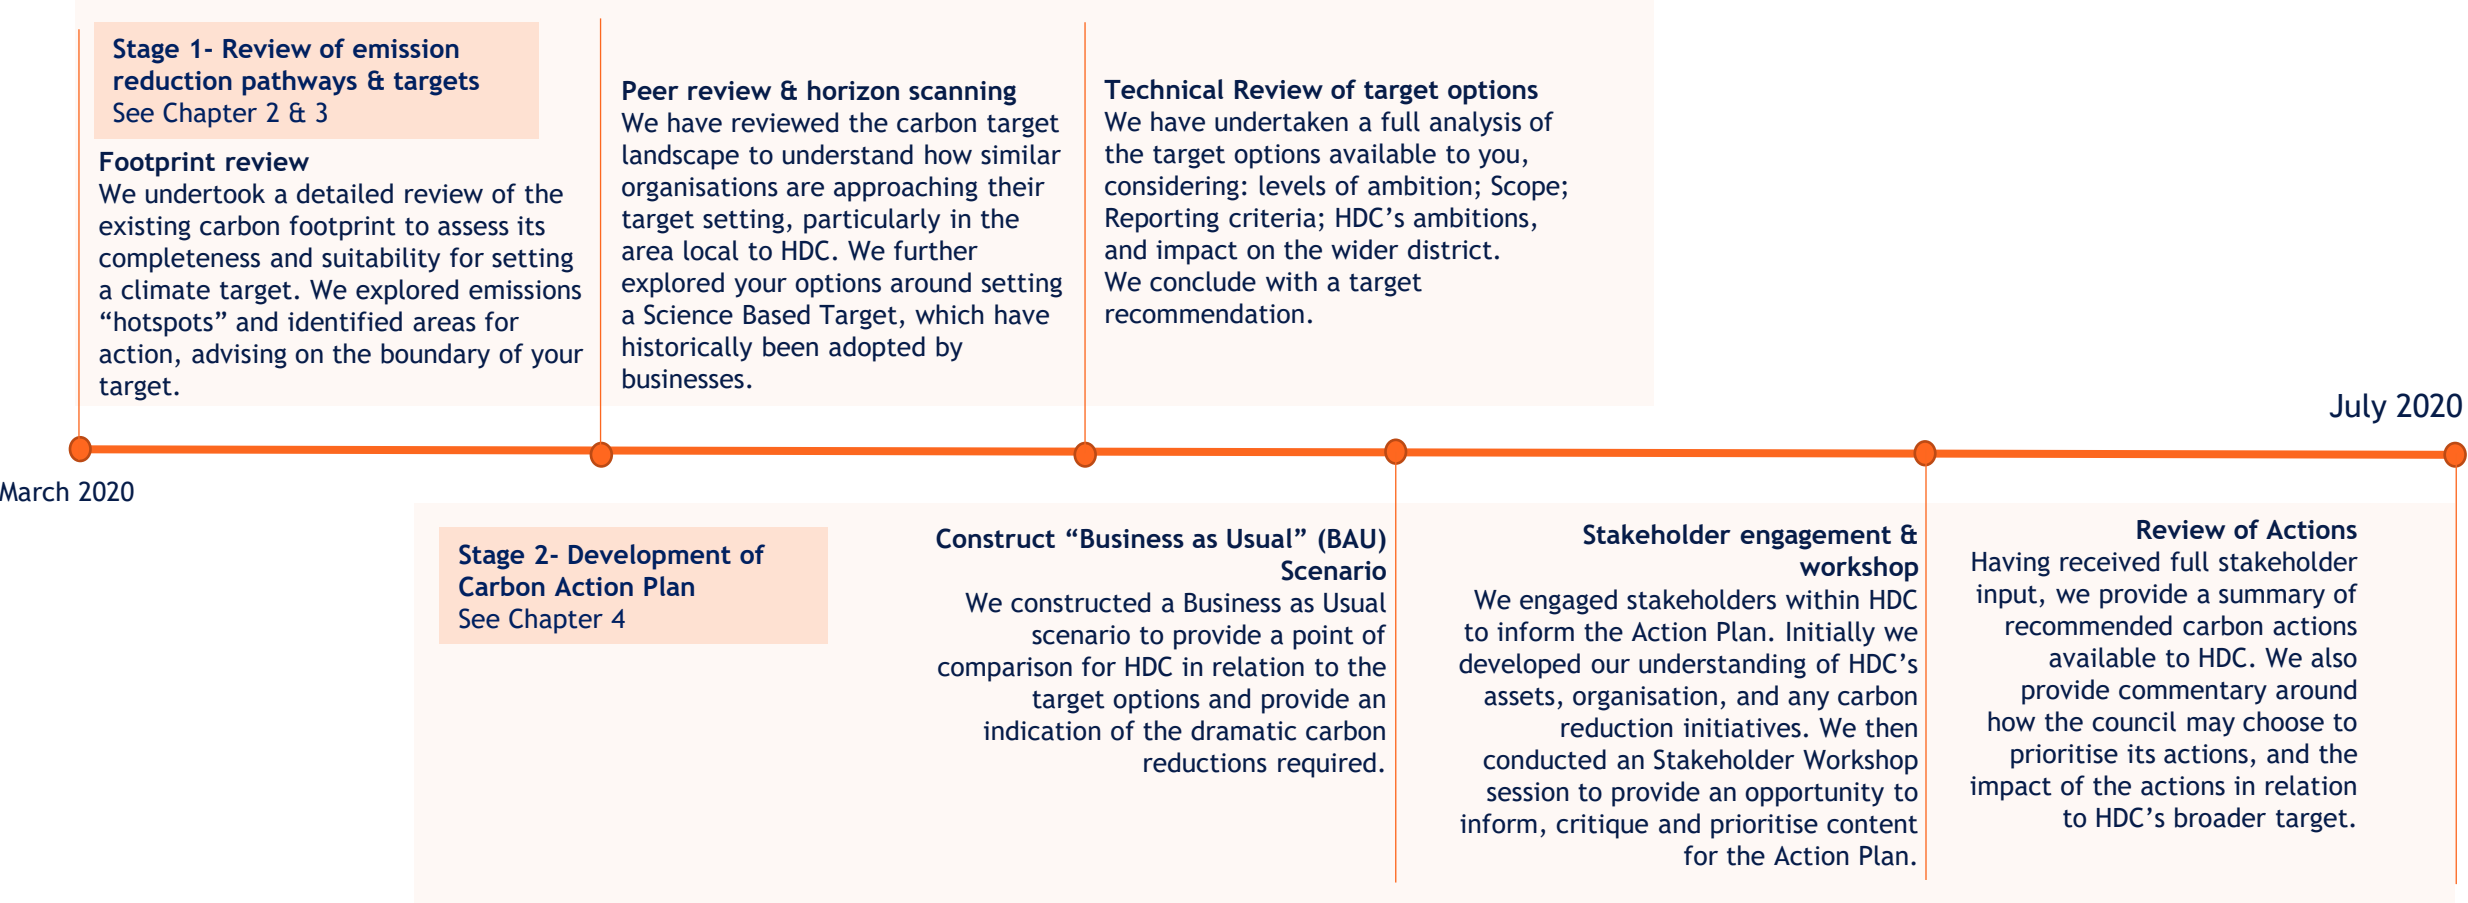 Stage 1- Review of emission
reduction pathways & targets
See Chapter 2 & 3
Footprint review
We undertook a detailed review of the
existing carbon footprint to assess its
completeness and suitability for setting
a climate target. We explored emissions
“hotspots” and identified areas for
action, advising on the boundary of your
target.
Peer review & horizon scanning
We have reviewed the carbon target
landscape to understand how similar
organisations are approaching their
target setting, particularly in the
area local to HDC. We further
explored your options around setting
a Science Based Target, which have
historically been adopted by
businesses.
Technical Review of target options
We have undertaken a full analysis of
the target options available to you,
considering: levels of ambition; Scope;
Reporting criteria; HDC’s ambitions,
and impact on the wider district.
We conclude with a target
recommendation.
July 2020
March 2020
Stage 2- Development of
Carbon Action Plan
See Chapter 4
Construct “Business as Usual” (BAU)
Scenario
We constructed a Business as Usual
scenario to provide a point of
comparison for HDC in relation to the
target options and provide an
indication of the dramatic carbon
reductions required.
Stakeholder engagement &
workshop
We engaged stakeholders within HDC
to inform the Action Plan. Initially we
developed our understanding of HDC’s
assets, organisation, and any carbon
reduction initiatives. We then
conducted an Stakeholder Workshop
session to provide an opportunity to
inform, critique and prioritise content
for the Action Plan.
Review of Actions
Having received full stakeholder
input, we provide a summary of
recommended carbon actions
available to HDC. We also
provide commentary around
how the council may choose to
prioritise its actions, and the
impact of the actions in relation
to HDC’s broader target.